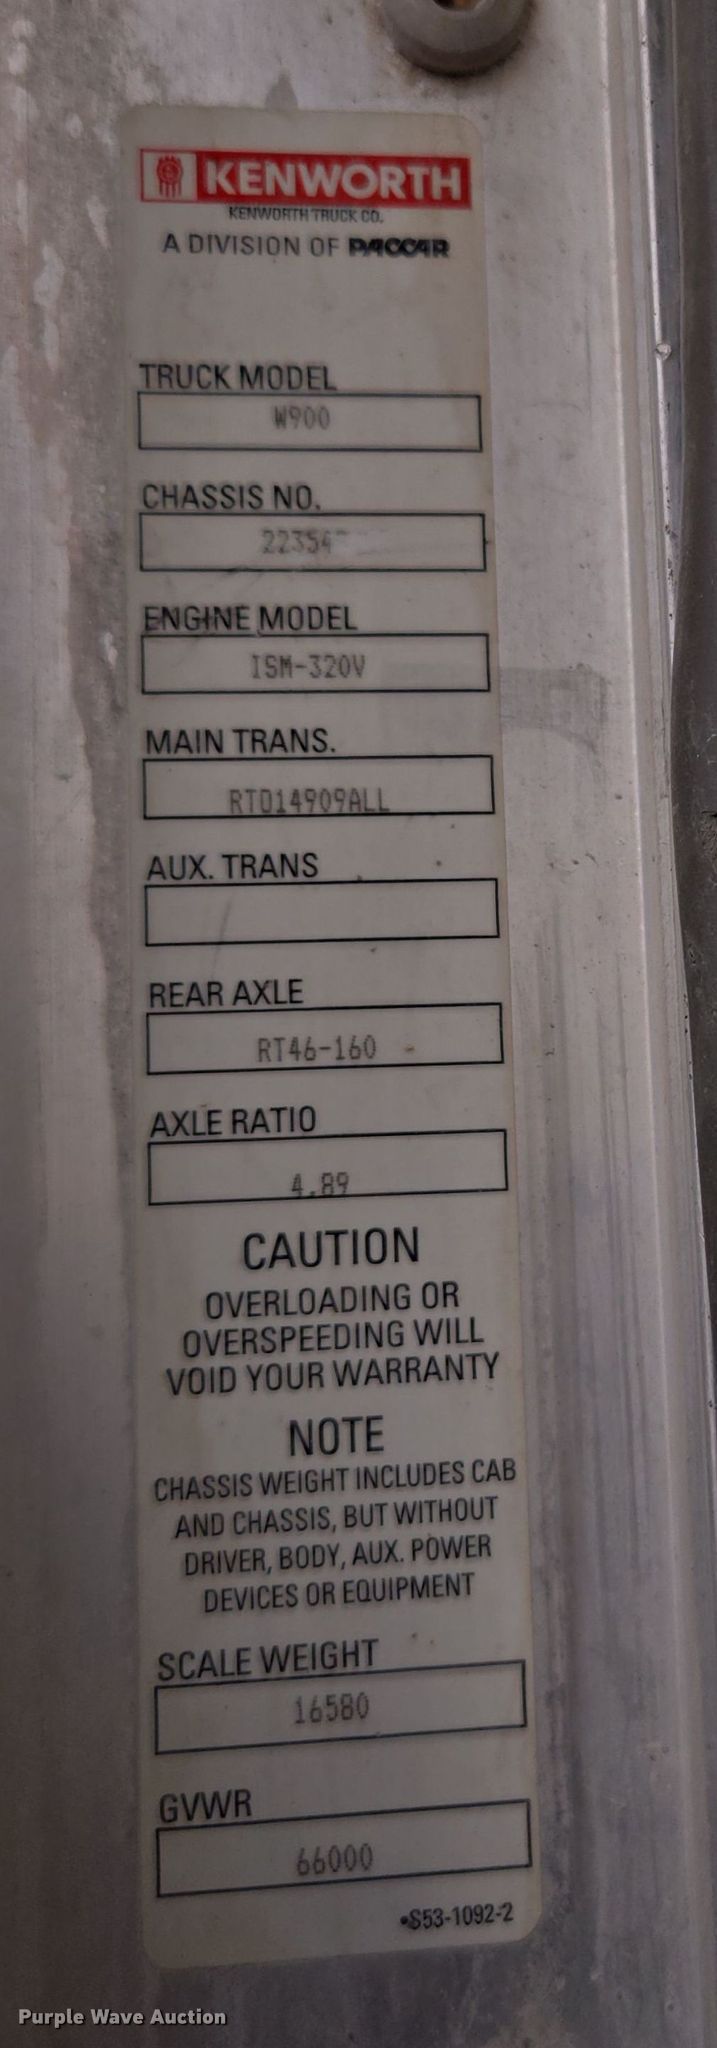 KENWORTH
KENWORTH TRUCK CO.
A DIVISION OF PACCAR
TRUCK MODEL
W900
CHASSIS NO.
ENGINE MODEL
ISM-320V
MAIN TRANS.
RTO14909ALL
AUX. TRANS
REAR AXLE
RT46-160
AXLE RATIO
4.89
CAUTION
OVERLOADING OR
OVERSPEEDING WILL
VOID YOUR WARRANTY
NOTE
CHASSIS WEIGHT INCLUDES CAB
AND CHASSIS, BUT WITHOUT
DRIVER, BODY, AUX. POWER
DEVICES OR EQUIPMENT
SCALE WEIGHT
16580
GVWR
66000
•S53-1092-2
Purple Wave Auction